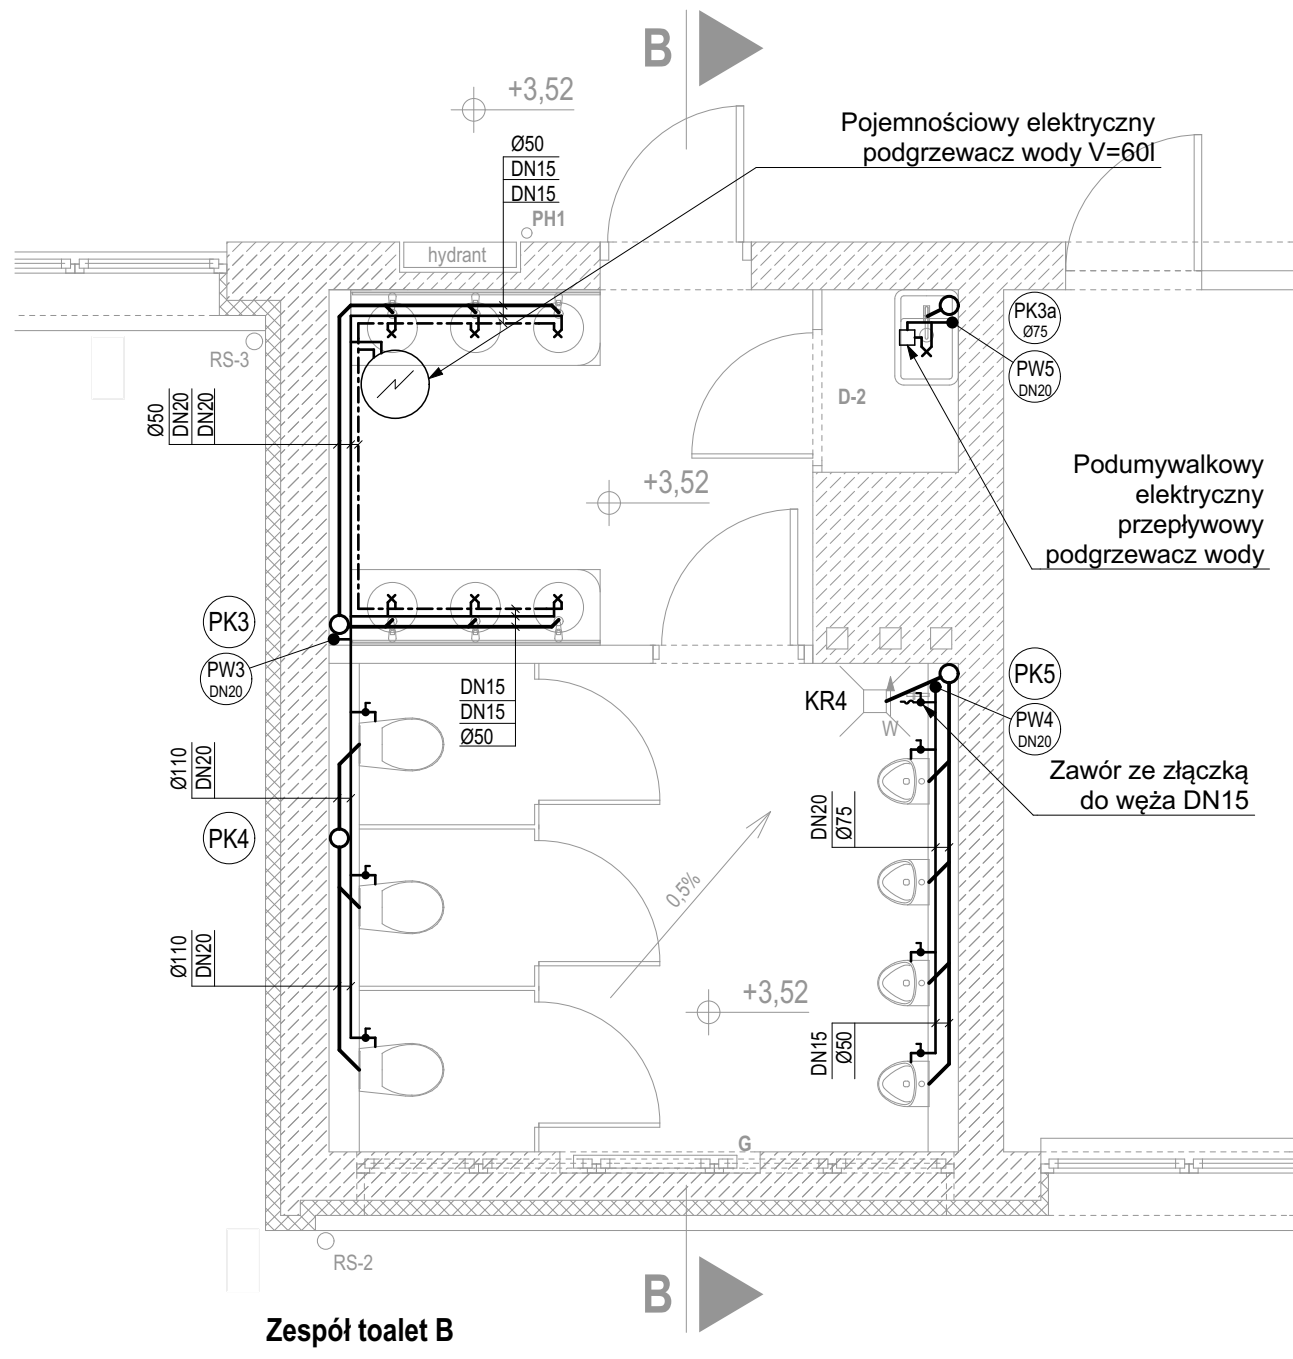 B
+3,52
Pojemnościowy elektryczny
podgrzewacz wody V=60l
Ø50
DN15
DN15
PH1
hydrant
RS-3
PK3a
Ø75
PW5
DN20
D-2
Ø50
DN20
DN20
+3,52
Podumywalkowy
elektryczny
przepływowy
podgrzewacz wody
PK3
PW3
DN20
DN15
DN15
Ø50
KR4
W
PK5
PW4
DN20
Zawór ze złączką
do węża DN15
Ø110
DN20
PK4
DN20
Ø75
0,5%
Ø110
DN20
+3,52
DN15
Ø50
G
RS-2
B
Zespół toalet B